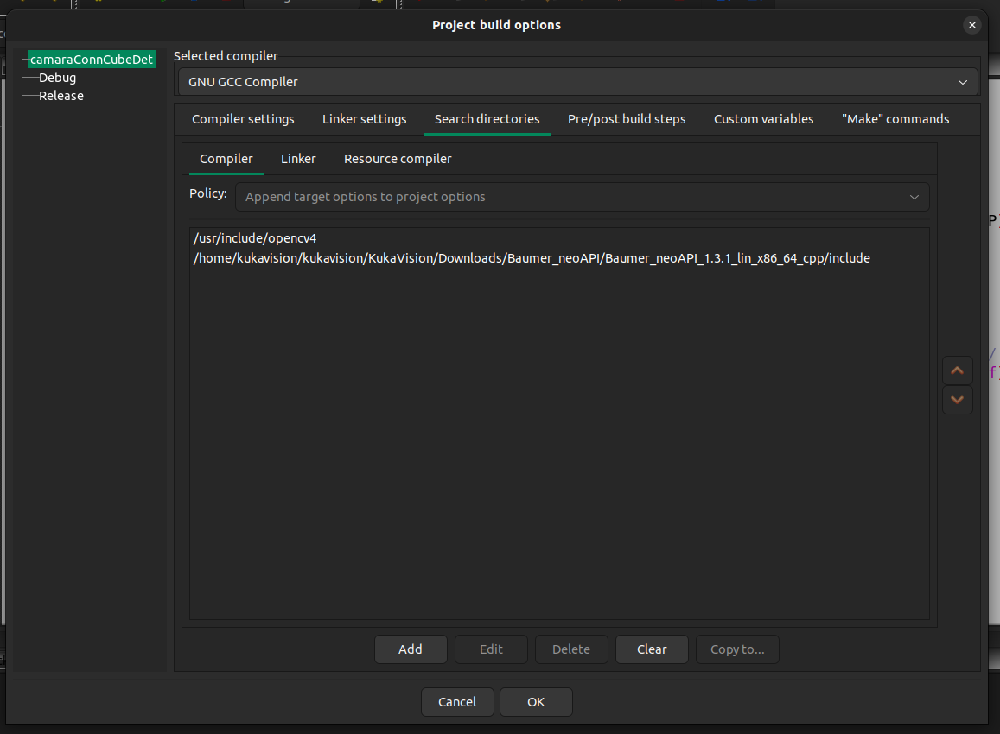 Project build options
camaraConnCubeDet
Debug
Release
Selected compiler
GNU GCC Compiler
Compiler settings Linker settings Search directories Pre/post build steps Custom variables "Make" commands
Compiler Linker Resource compiler
Policy: Append target options to project options
/usr/include/opencv4
/home/kukavision/kukavision/KukaVision/Downloads/Baumer_neoAPI/Baumer_neoAPI_1.3.1_lin_x86_64_cpp/include
Add Edit Delete Clear Copy to...
Cancel OK